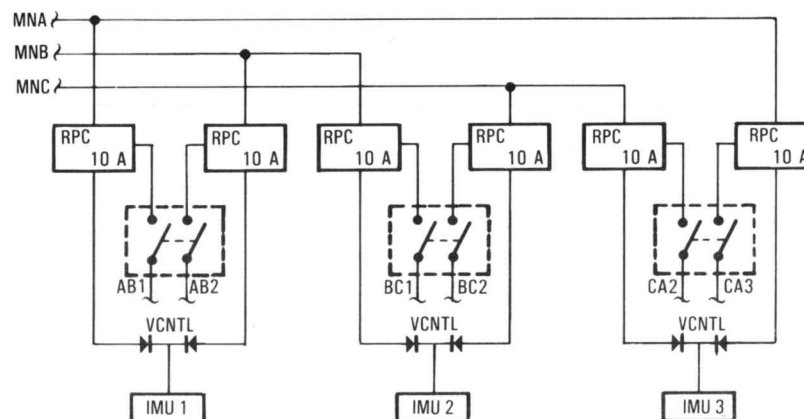 MNA
MNB
MNC
RPC RPC RPC RPC RPC RPC
10 A 10 A 10 A 10 A 10 A 10 A
AB1 AB2 BC1 BC2 CA2 CA3
VCNTL VCNTL VCNTL
IMU 1 IMU 2 IMU 3